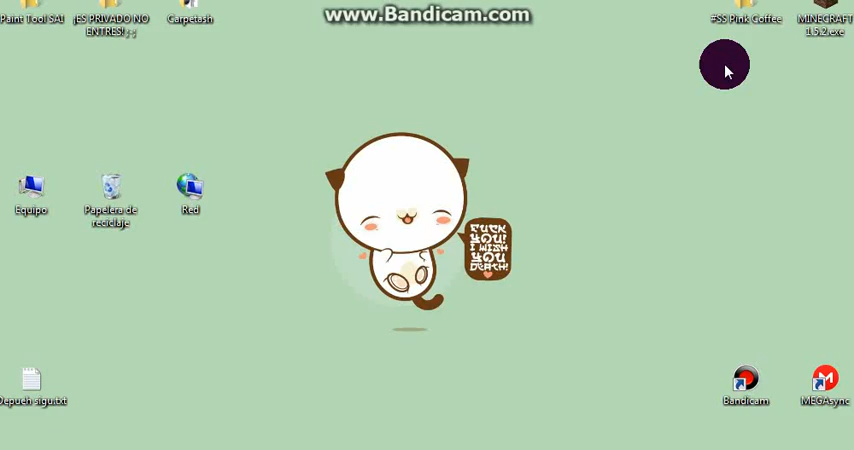 www.Bandicam.com
Paint Tool SAI
¡ES PRIVADO NO
ENTRES! ;-;
Carpetash
#SS Pink Coffee
MINECRAFT
1.5.2.exe
FUCK
YOU!
I WISH
YOU
DEATH!
Equipo
Papelera de
reciclaje
Red
Depueh sigu.txt
Bandicam
MEGAsync